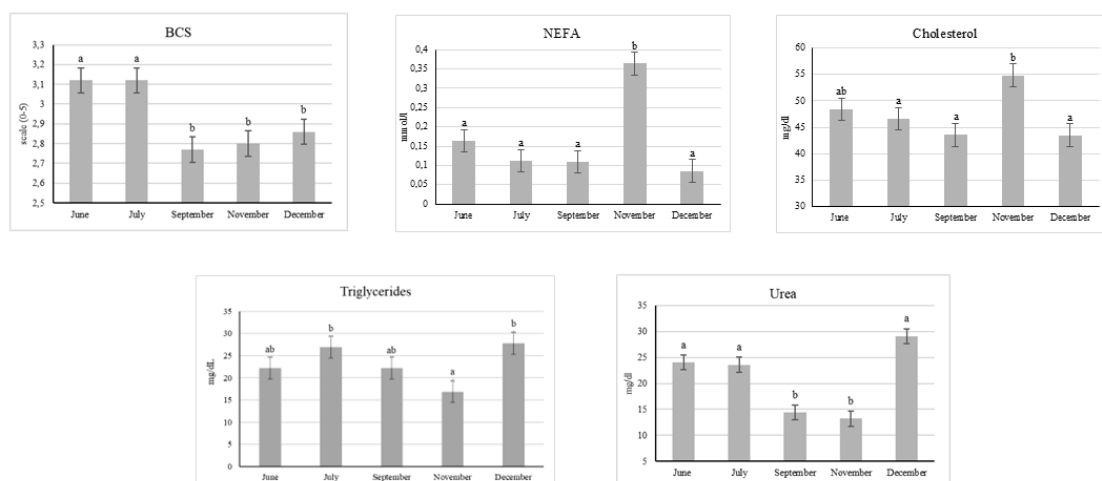 BCS
3,3
3,2
3,1
3
2,9
2,8
2,7
2,6
2,5
scale (0-5)
a a b b b
June July September November December
NEFA
0,4
0,35
0,3
0,25
0,2
0,15
0,1
0,05
0
mmol/l
a a a b a
June July September November December
Cholesterol
60
55
50
45
40
35
30
mg/dl
ab a a b a
June July September November December
Triglycerides
35
30
25
20
15
10
5
0
mg/dL
ab b ab a b
June July September November December
Urea
35
30
25
20
15
10
5
mg/dl
a a b b a
June July September November December